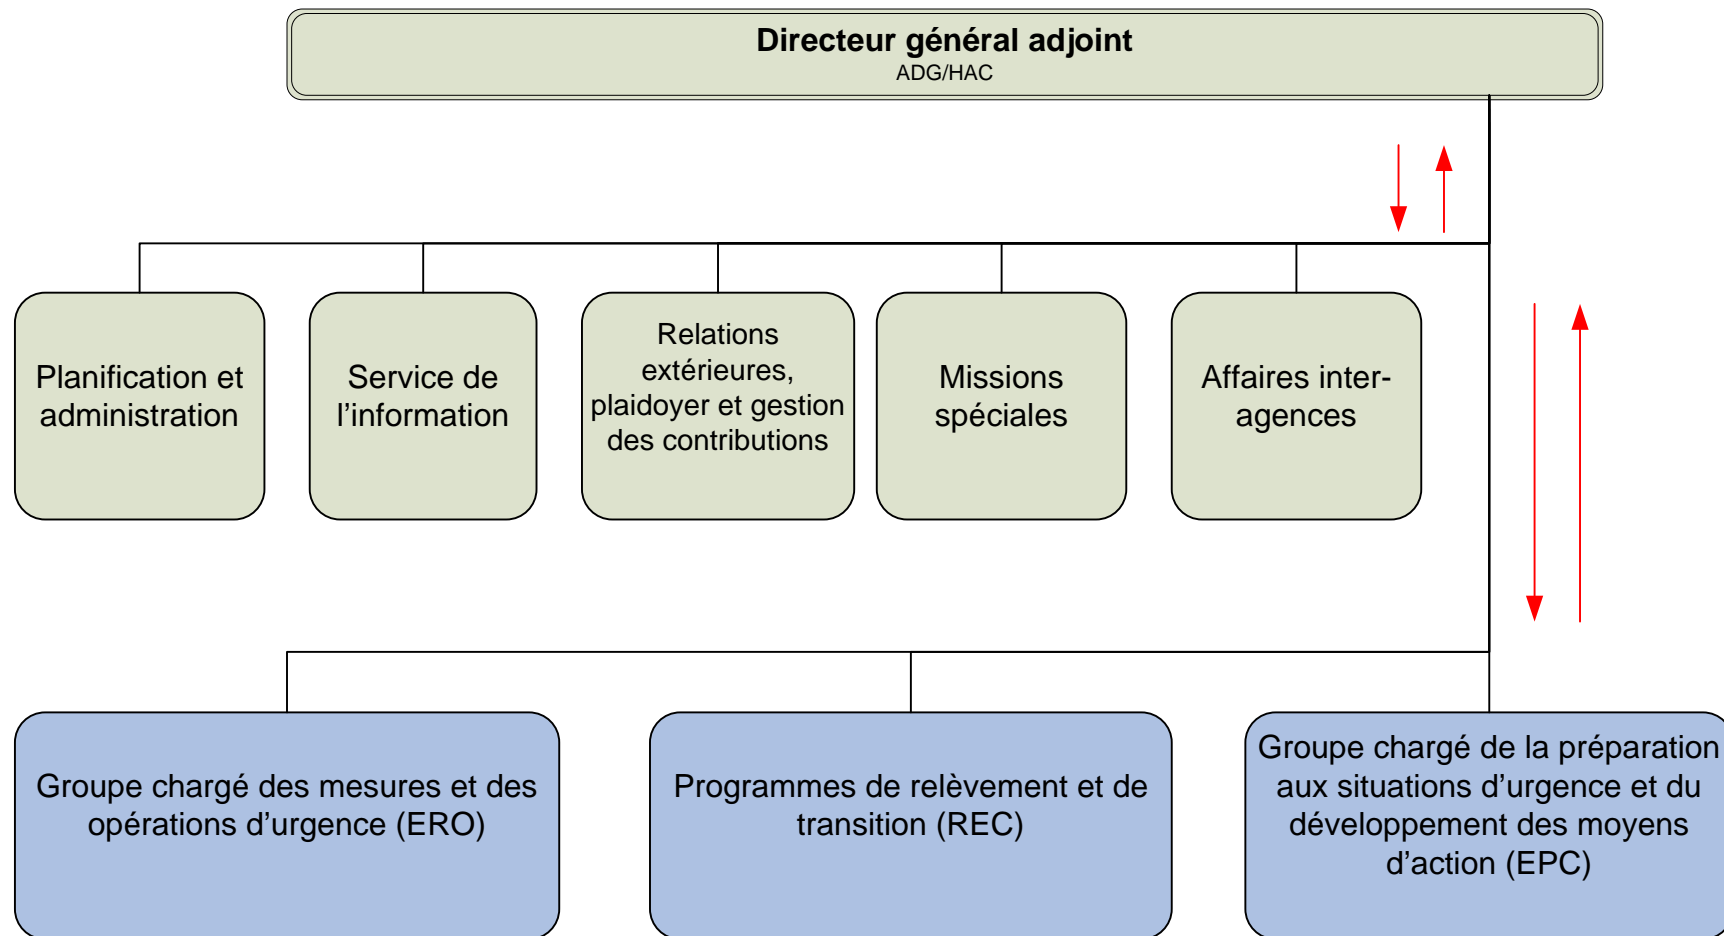 Directeur général adjoint
ADG/HAC
Planification et
administration
Service de
l’information
Relations
extérieures,
plaidoyer et gestion
des contributions
Missions
spéciales
Affaires inter-
agences
Groupe chargé des mesures et des
opérations d’urgence (ERO)
Programmes de relèvement et de
transition (REC)
Groupe chargé de la préparation
aux situations d’urgence et du
développement des moyens
d’action (EPC)